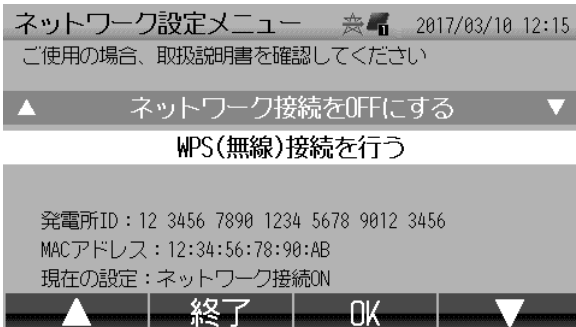 ネットワーク設定メニュー 1 2017/03/10 12:15
ご使用の場合、取扱説明書を確認してください
▲ ネットワーク接続をOFFにする ▼
WPS(無線)接続を行う
発電所ID：12 3456 7890 1234 5678 9012 3456
MACアドレス：12:34:56:78:90:AB
現在の設定：ネットワーク接続ON
▲ 終了 OK ▼